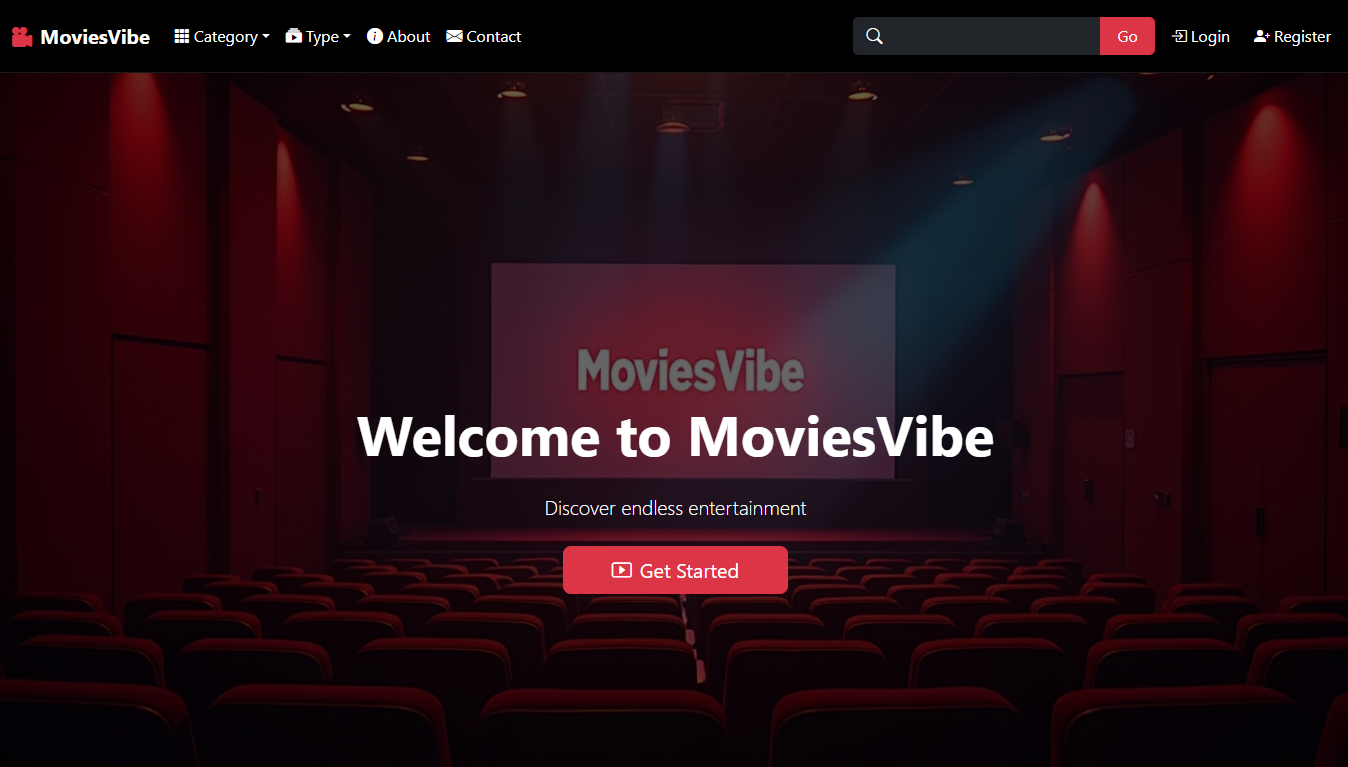 MoviesVibe Category Type About Contact Go Login Register
MoviesVibe
Welcome to MoviesVibe
Discover endless entertainment
Get Started